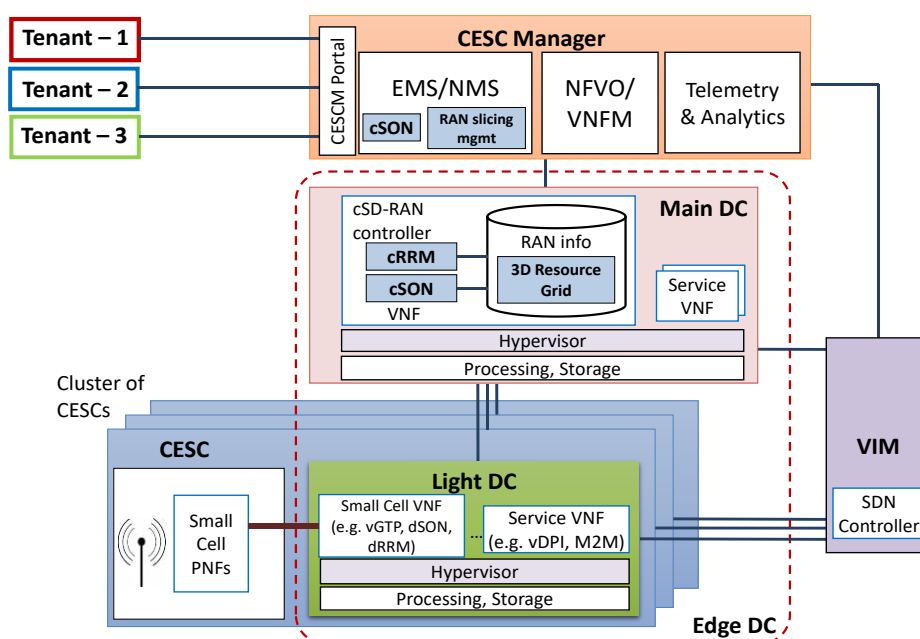 Tenant – 1
Tenant – 2
Tenant – 3
CESC Manager
CESCM Portal
EMS/NMS
cSON
RAN slicing
mgmt
NFVO/
VNFM
Telemetry
& Analytics
Main DC
cSD-RAN
controller
cRRM
cSON
VNF
RAN info
3D Resource
Grid
Service
VNF
Hypervisor
Processing, Storage
Cluster of
CESCs
CESC
Small
Cell
PNFs
Light DC
Small Cell VNF
(e.g. vGTP, dSON,
dRRM)
...
Service VNF
(e.g. vDPI, M2M)
Hypervisor
Processing, Storage
Edge DC
VIM
SDN
Controller